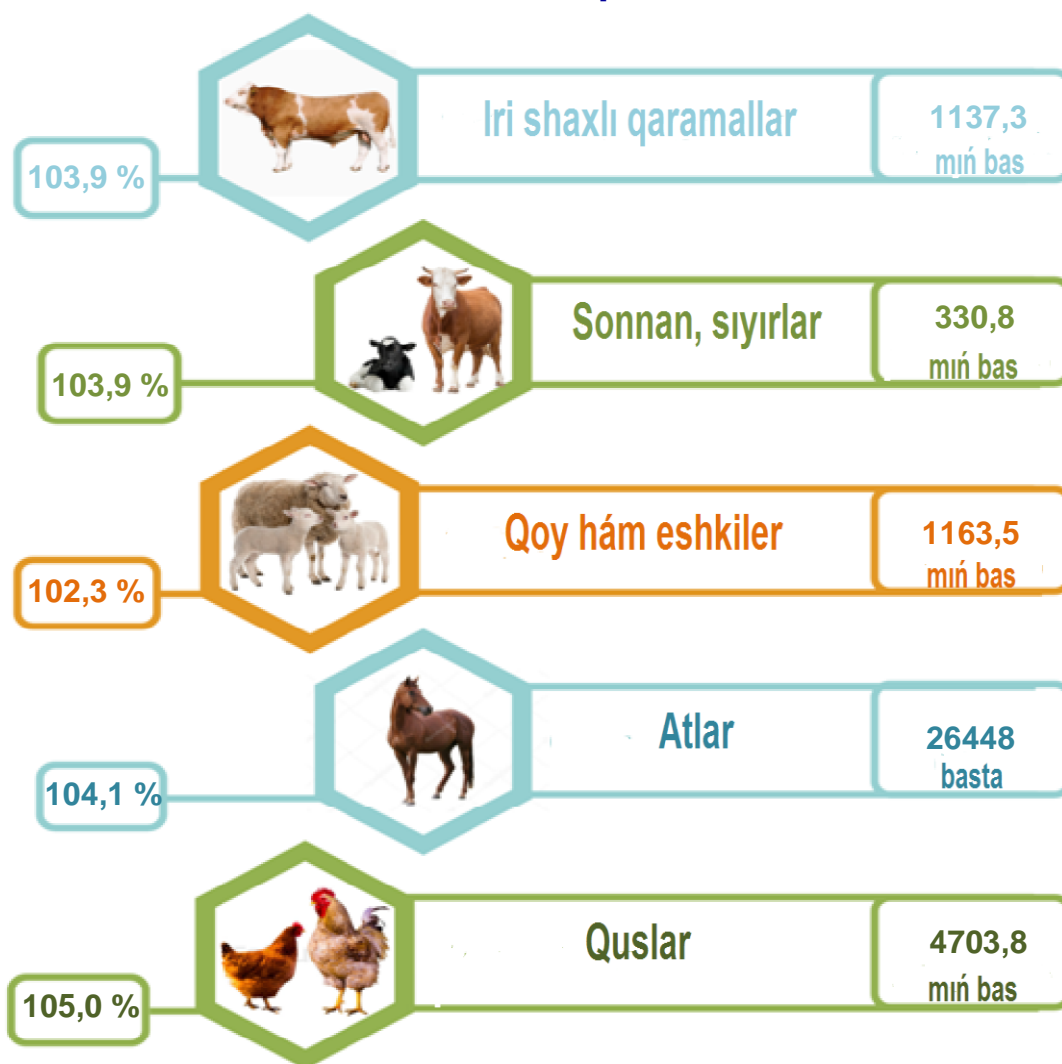 Iri shaxlı qaramallar
1137,3
mıń bas
103,9 %
Sonnan, sıyırlar
330,8
mıń bas
103,9 %
Qoy hám eshkiler
1163,5
mıń bas
102,3 %
Atlar
26448
basta
104,1 %
Quslar
4703,8
mıń bas
105,0 %